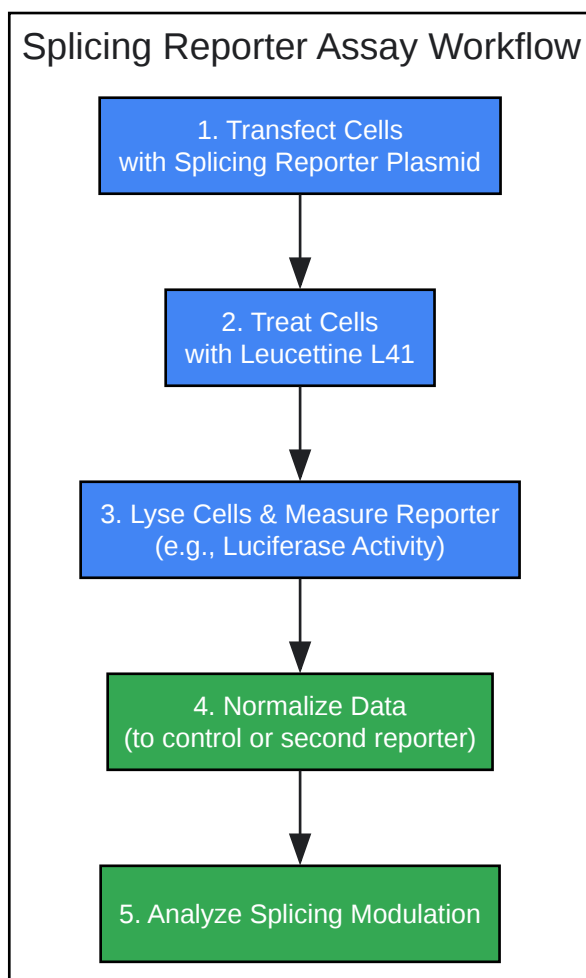 Splicing Reporter Assay Workflow
1. Transfect Cells
with Splicing Reporter Plasmid
2. Treat Cells
with Leucettine L41
3. Lyse Cells & Measure Reporter
(e.g., Luciferase Activity)
4. Normalize Data
(to control or second reporter)
5. Analyze Splicing Modulation